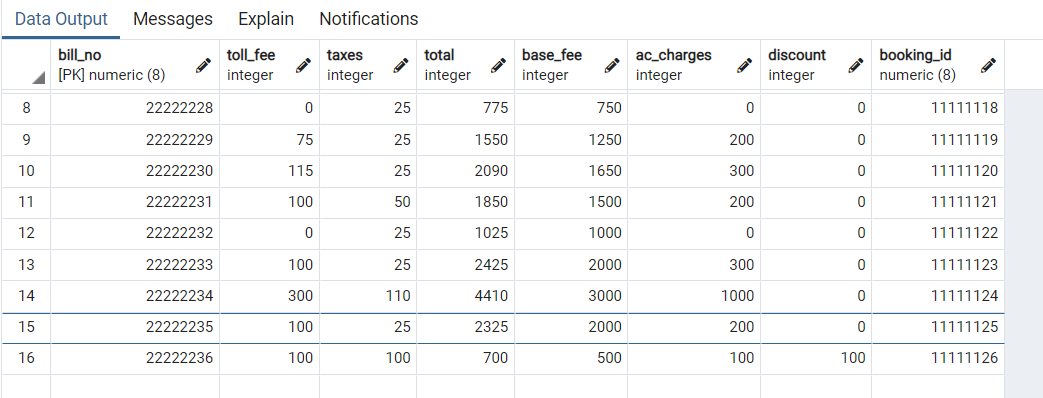 Data Output Messages Explain Notifications
bill_no toll_fee taxes total base_fee ac_charges discount booking_id
[PK] numeric (8) integer integer integer integer integer integer numeric (8)
8 22222228 0 25 775 750 0 0 11111118
9 22222229 75 25 1550 1250 200 0 11111119
10 22222230 115 25 2090 1650 300 0 11111120
11 22222231 100 50 1850 1500 200 0 11111121
12 22222232 0 25 1025 1000 0 0 11111122
13 22222233 100 25 2425 2000 300 0 11111123
14 22222234 300 110 4410 3000 1000 0 11111124
15 22222235 100 25 2325 2000 200 0 11111125
16 22222236 100 100 700 500 100 100 11111126